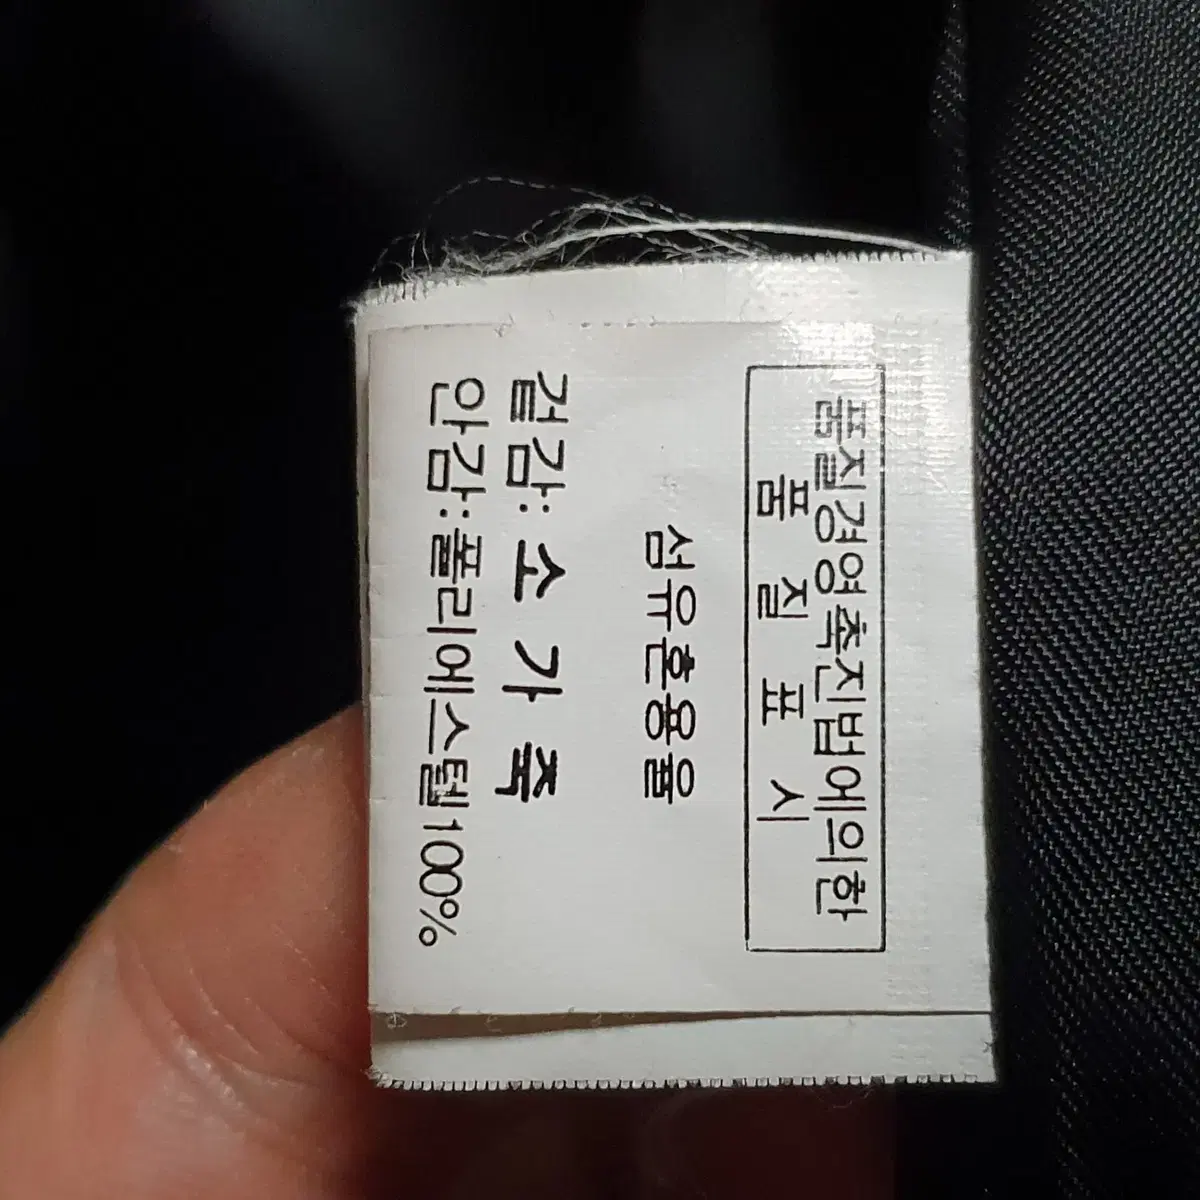 품질경영촉진법에의한
품 질 표 시
섬유혼용율
겉감: 소 가 죽
안감: 폴리에스텔100%